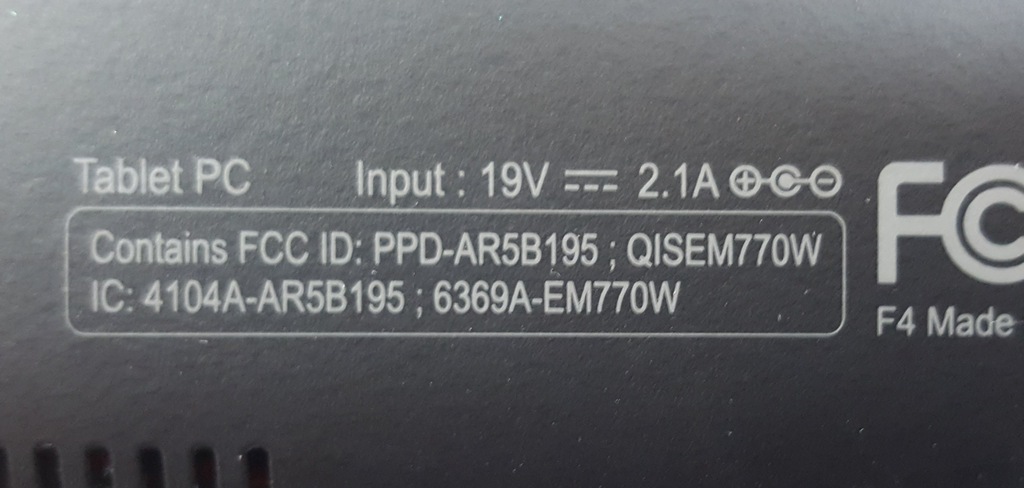 Tablet PC Input : 19V ⎓ 2.1A
Contains FCC ID: PPD-AR5B195 ; QISEM770W
IC: 4104A-AR5B195 ; 6369A-EM770W
FC
F4 Made